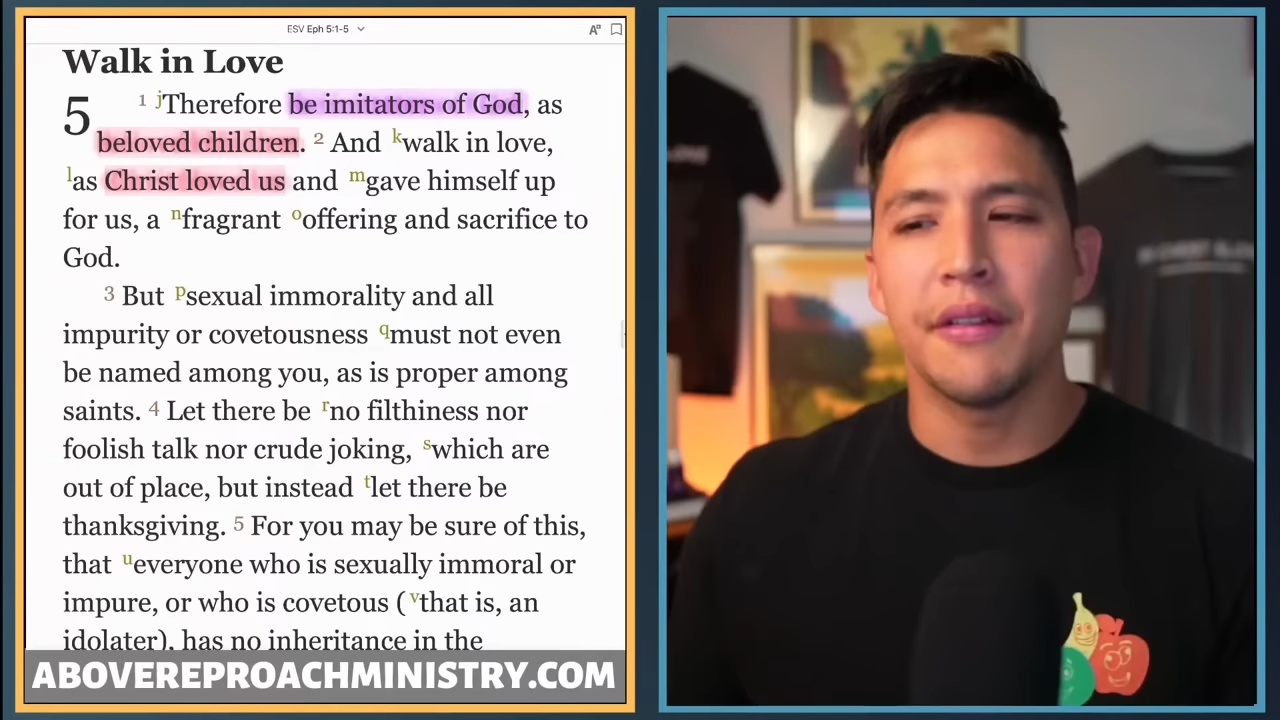 ESV Eph 5:1-5
Aa
Walk in Love
5 1 jTherefore be imitators of God, as
beloved children. 2 And kwalk in love,
las Christ loved us and mgave himself up
for us, a nfragrant ooffering and sacrifice to
God.
3 But psexual immorality and all
impurity or covetousness qmust not even
be named among you, as is proper among
saints. 4 Let there be rno filthiness nor
foolish talk nor crude joking, swhich are
out of place, but instead tlet there be
thanksgiving. 5 For you may be sure of this,
that ueveryone who is sexually immoral or
impure, or who is covetous (vthat is, an
idolater), has no inheritance in the
ABOVEREPROACHMINISTRY.COM